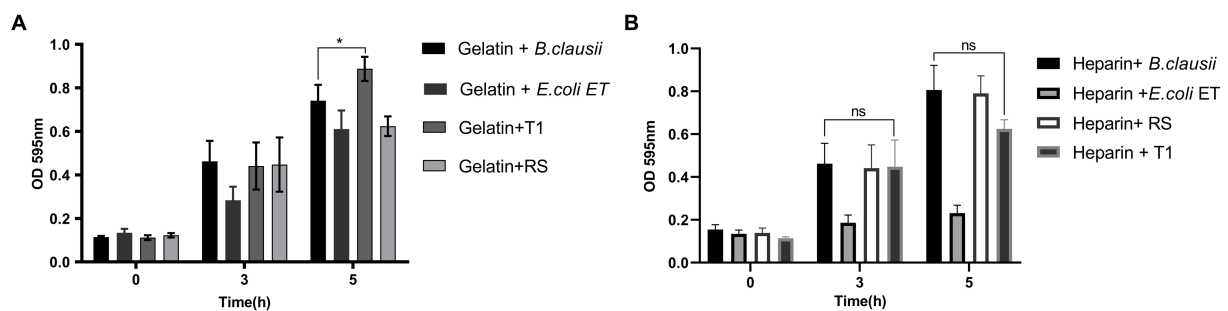 A
OD 595nm
1.0
0.8
0.6
0.4
0.2
0.0
*
0
3
5
Time(h)
Gelatin + B.clausii
Gelatin + E.coli ET
Gelatin+T1
Gelatin+RS
B
OD 595nm
1.0
0.8
0.6
0.4
0.2
0.0
ns
ns
0
3
5
Time(h)
Heparin+ B.clausii
Heparin +E.coli ET
Heparin+ RS
Heparin + T1